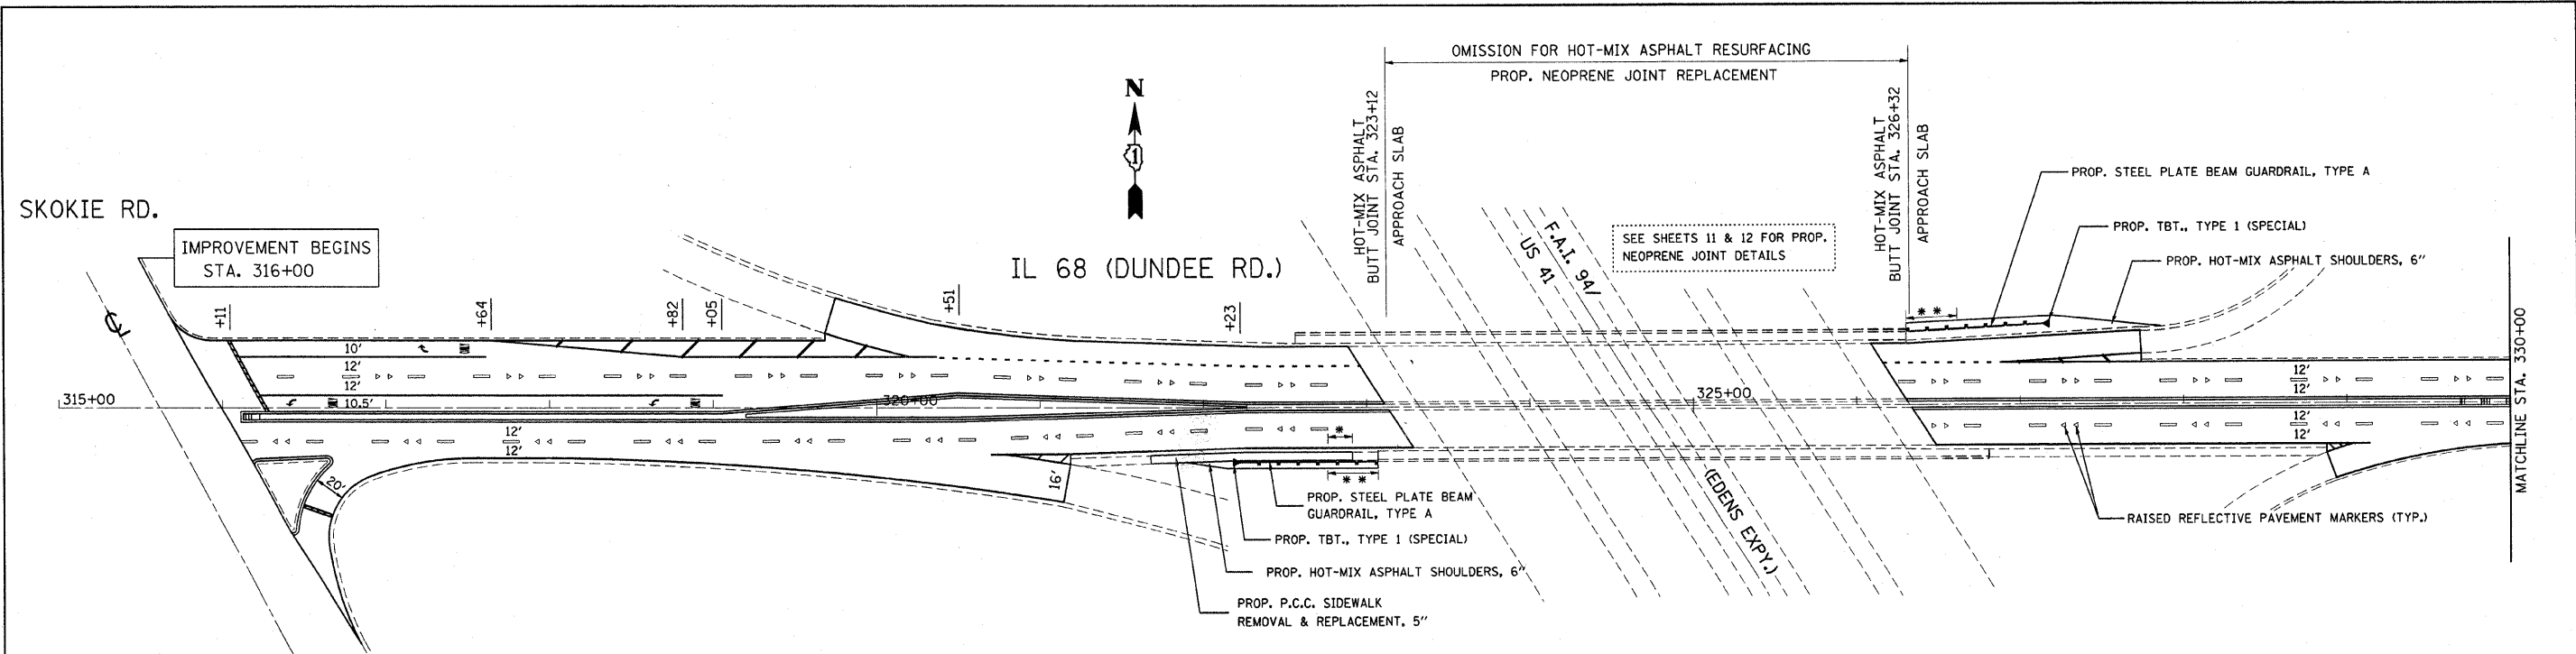 OMISSION FOR HOT-MIX ASPHALT RESURFACING
PROP. NEOPRENE JOINT REPLACEMENT
N
1
HOT-MIX ASPHALT
BUTT JOINT STA. 323+12
APPROACH SLAB
HOT-MIX ASPHALT
BUTT JOINT STA. 326+32
APPROACH SLAB
PROP. STEEL PLATE BEAM GUARDRAIL, TYPE A
PROP. TBT., TYPE 1 (SPECIAL)
PROP. HOT-MIX ASPHALT SHOULDERS, 6"
SKOKIE RD.
IMPROVEMENT BEGINS
STA. 316+00
IL 68 (DUNDEE RD.)
F.A.I. 94/
US 41
SEE SHEETS 11 & 12 FOR PROP.
NEOPRENE JOINT DETAILS
+11
+64
+82
+05
+51
+23
* *
10'
12'
12'
10.5'
315+00
320+00
325+00
12'
12'
12'
12'
12'
12'
MATCHLINE STA. 330+00
*
* *
20'
16'
(EDENS EXPY.)
PROP. STEEL PLATE BEAM
GUARDRAIL, TYPE A
PROP. TBT., TYPE 1 (SPECIAL)
PROP. HOT-MIX ASPHALT SHOULDERS, 6"
PROP. P.C.C. SIDEWALK
REMOVAL & REPLACEMENT, 5"
RAISED REFLECTIVE PAVEMENT MARKERS (TYP.)